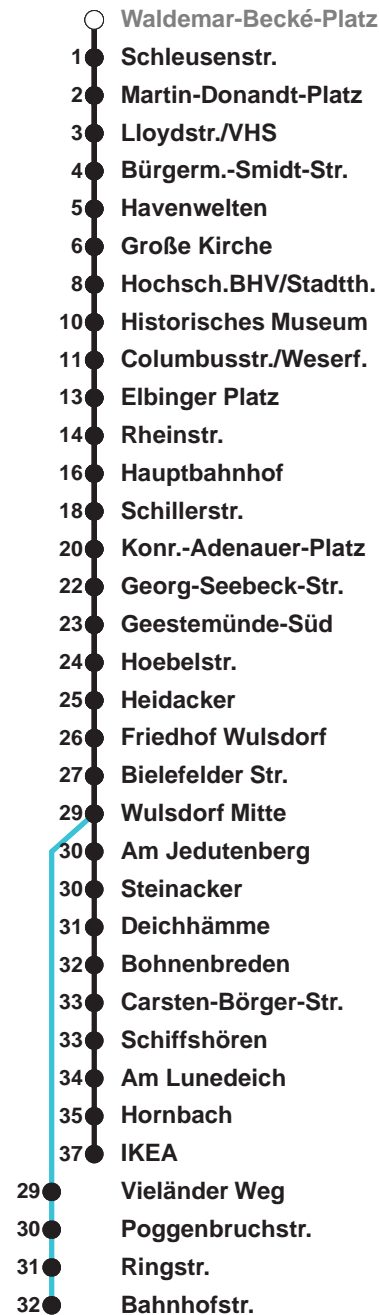 Waldemar-Becké-Platz
1 Schleusenstr.
2 Martin-Donandt-Platz
3 Lloydstr./VHS
4 Bürgerm.-Smidt-Str.
5 Havenwelten
6 Große Kirche
8 Hochsch.BHV/Stadtth.
10 Historisches Museum
11 Columbusstr./Weserf.
13 Elbinger Platz
14 Rheinstr.
16 Hauptbahnhof
18 Schillerstr.
20 Konr.-Adenauer-Platz
22 Georg-Seebeck-Str.
23 Geestemünde-Süd
24 Hoebelstr.
25 Heidacker
26 Friedhof Wulsdorf
27 Bielefelder Str.
29 Wulsdorf Mitte
30 Am Jedutenberg
30 Steinacker
31 Deichhämme
32 Bohnenbreden
33 Carsten-Börger-Str.
33 Schiffshören
34 Am Lunedeich
35 Hornbach
37 IKEA
29 Vieländer Weg
30 Poggenbruchstr.
31 Ringstr.
32 Bahnhofstr.